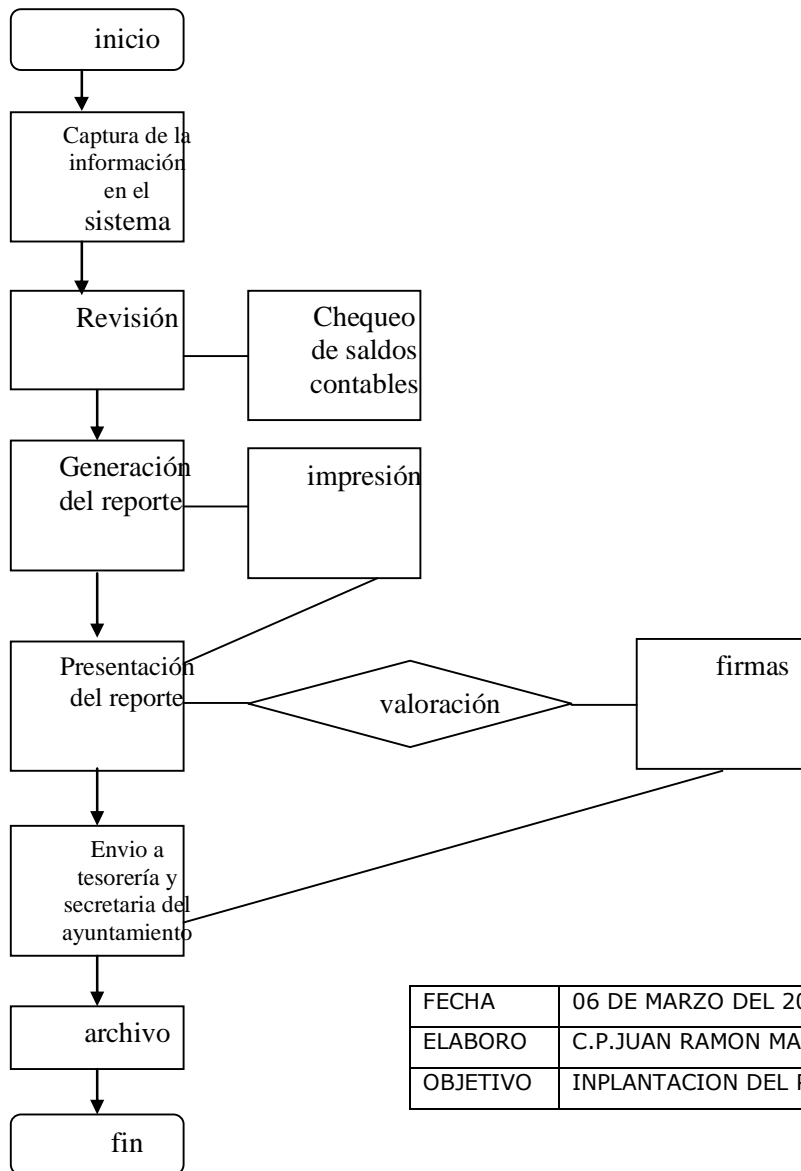 inicio
Captura de la
información
en el
sistema
Revisión
Chequeo
de saldos
contables
Generación
del reporte
impresión
Presentación
del reporte
valoración
firmas
Envio a
tesorería y
secretaria del
ayuntamiento
archivo
fin
FECHA 06 DE MARZO DEL 20
ELABORO C.P.JUAN RAMON MA
OBJETIVO INPLANTACION DEL